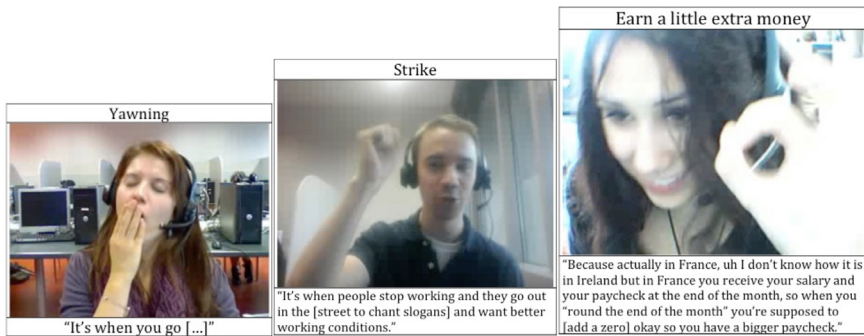 Yawning
"It's when you go […]"
Strike
"It's when people stop working and they go out
in the [street to chant slogans] and want better
working conditions."
Earn a little extra money
"Because actually in France, uh I don't know how it is
in Ireland but in France you receive your salary and
your paycheck at the end of the month, so when you
"round the end of the month" you're supposed to
[add a zero] okay so you have a bigger paycheck."